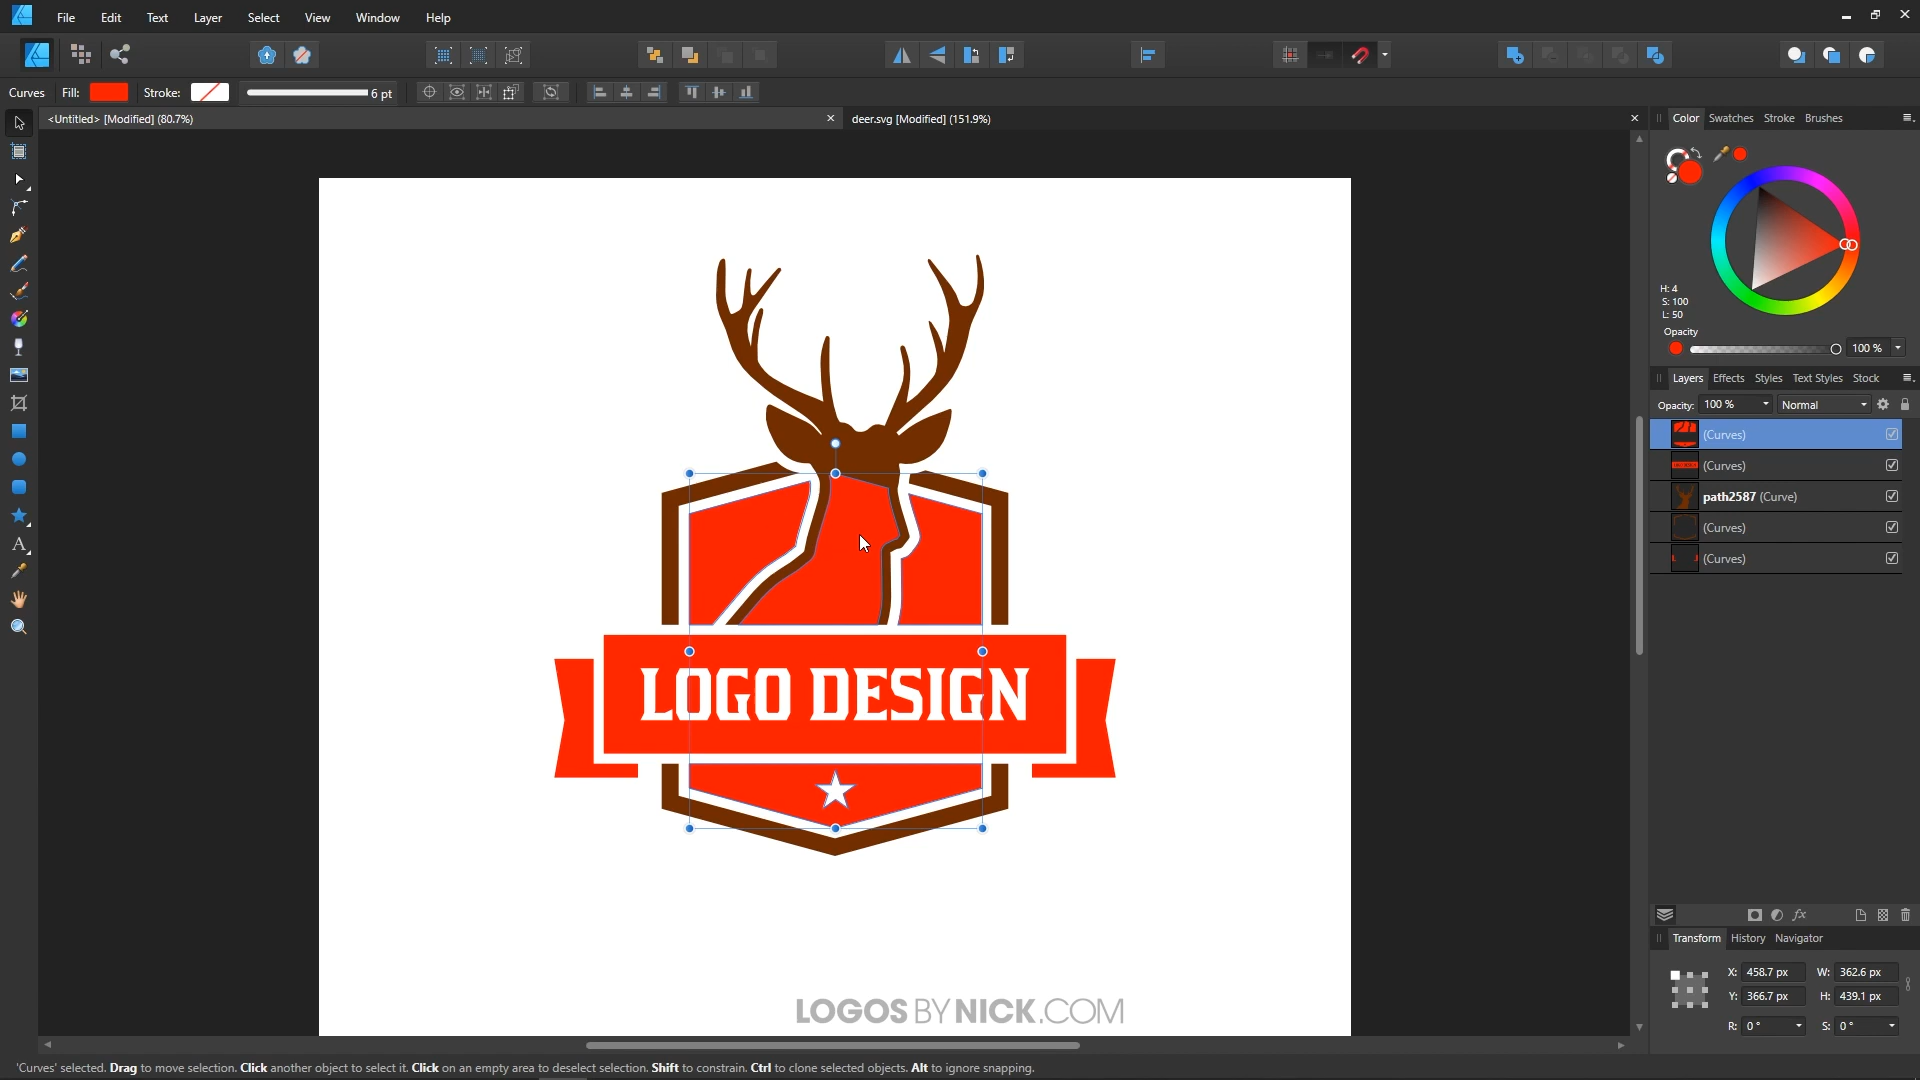 File Edit Text Layer Select View Window Help
Curves Fill: Stroke: 6 pt
<Untitled> [Modified] (80.7%) deer.svg [Modified] (151.9%)
Color Swatches Stroke Brushes
H: 4
S: 100
L: 50
Opacity
100 %
Layers Effects Styles Text Styles Stock
Opacity: 100 % Normal
(Curves)
(Curves)
path2587 (Curve)
(Curves)
(Curves)
LOGO DESIGN
fx
Transform History Navigator
X: 458.7 px W: 362.6 px
Y: 366.7 px H: 439.1 px
R: 0 ° S: 0 °
LOGOSBYNICK.COM
'Curves' selected. Drag to move selection. Click another object to select it. Click on an empty area to deselect selection. Shift to constrain. Ctrl to clone selected objects. Alt to ignore snapping.